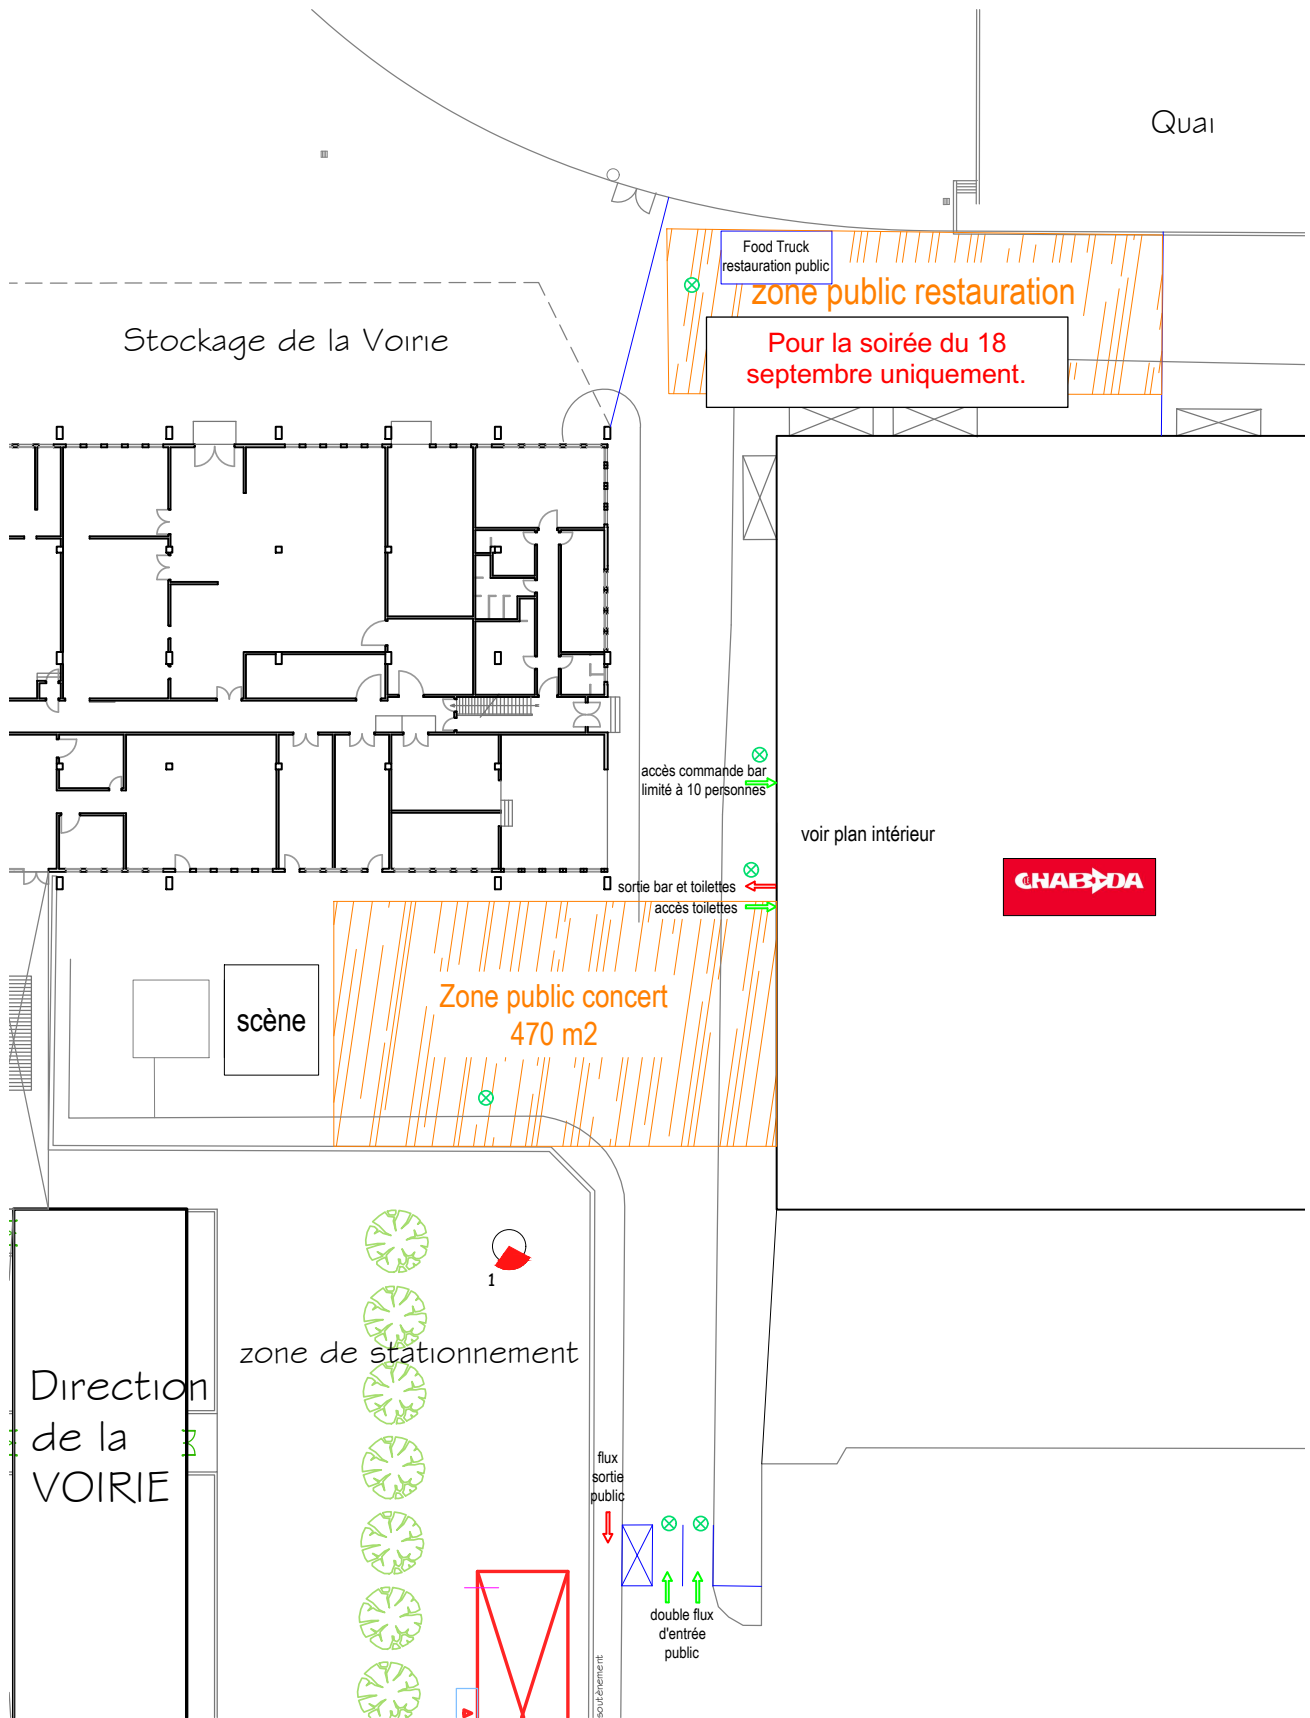 Quai
Food Truck
restauration public
zone public restauration
Stockage de la Voirie
Pour la soirée du 18
septembre uniquement.
accès commande bar
limité à 10 personnes
voir plan intérieur
CHABADA
sortie bar et toilettes
accès toilettes
Zone public concert
470 m2
scène
1
zone de stationnement
Direction
de la
VOIRIE
flux
sortie
public
double flux
d'entrée
public
soutènement